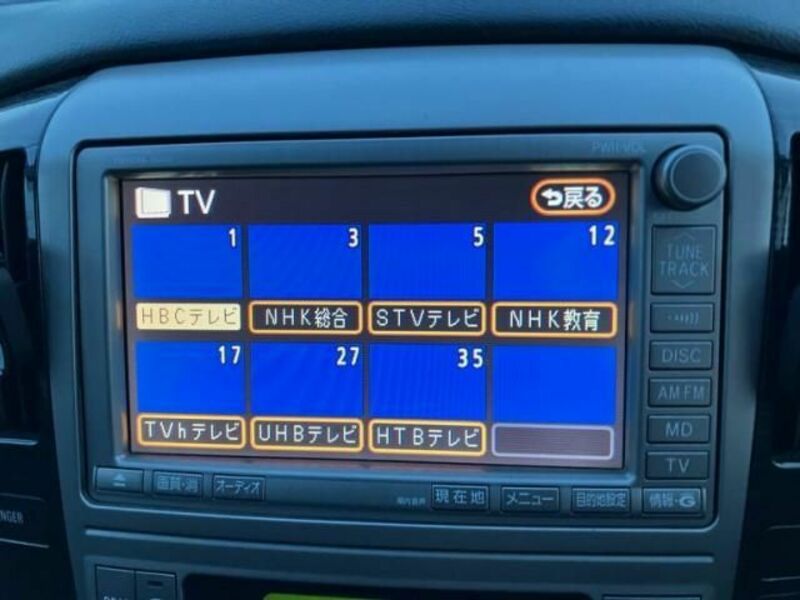 PWR·VOL
TV
戻る
1
3
5
12
HBCテレビ
NHK総合
STVテレビ
NHK教育
17
27
35
TVhテレビ
UHBテレビ
HTBテレビ
TUNE
TRACK
DISC
AM FM
MD
TV
画質・消
オーディオ
現在地
メニュー
目的地設定
情報・G
NGER